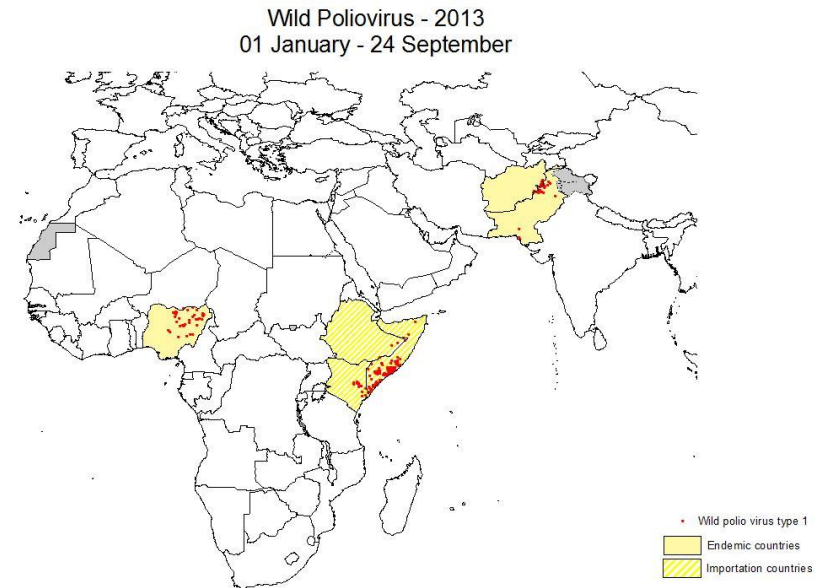 Wild Poliovirus - 2013
01 January - 24 September
Wild polio virus type 1
Endemic countries
Importation countries